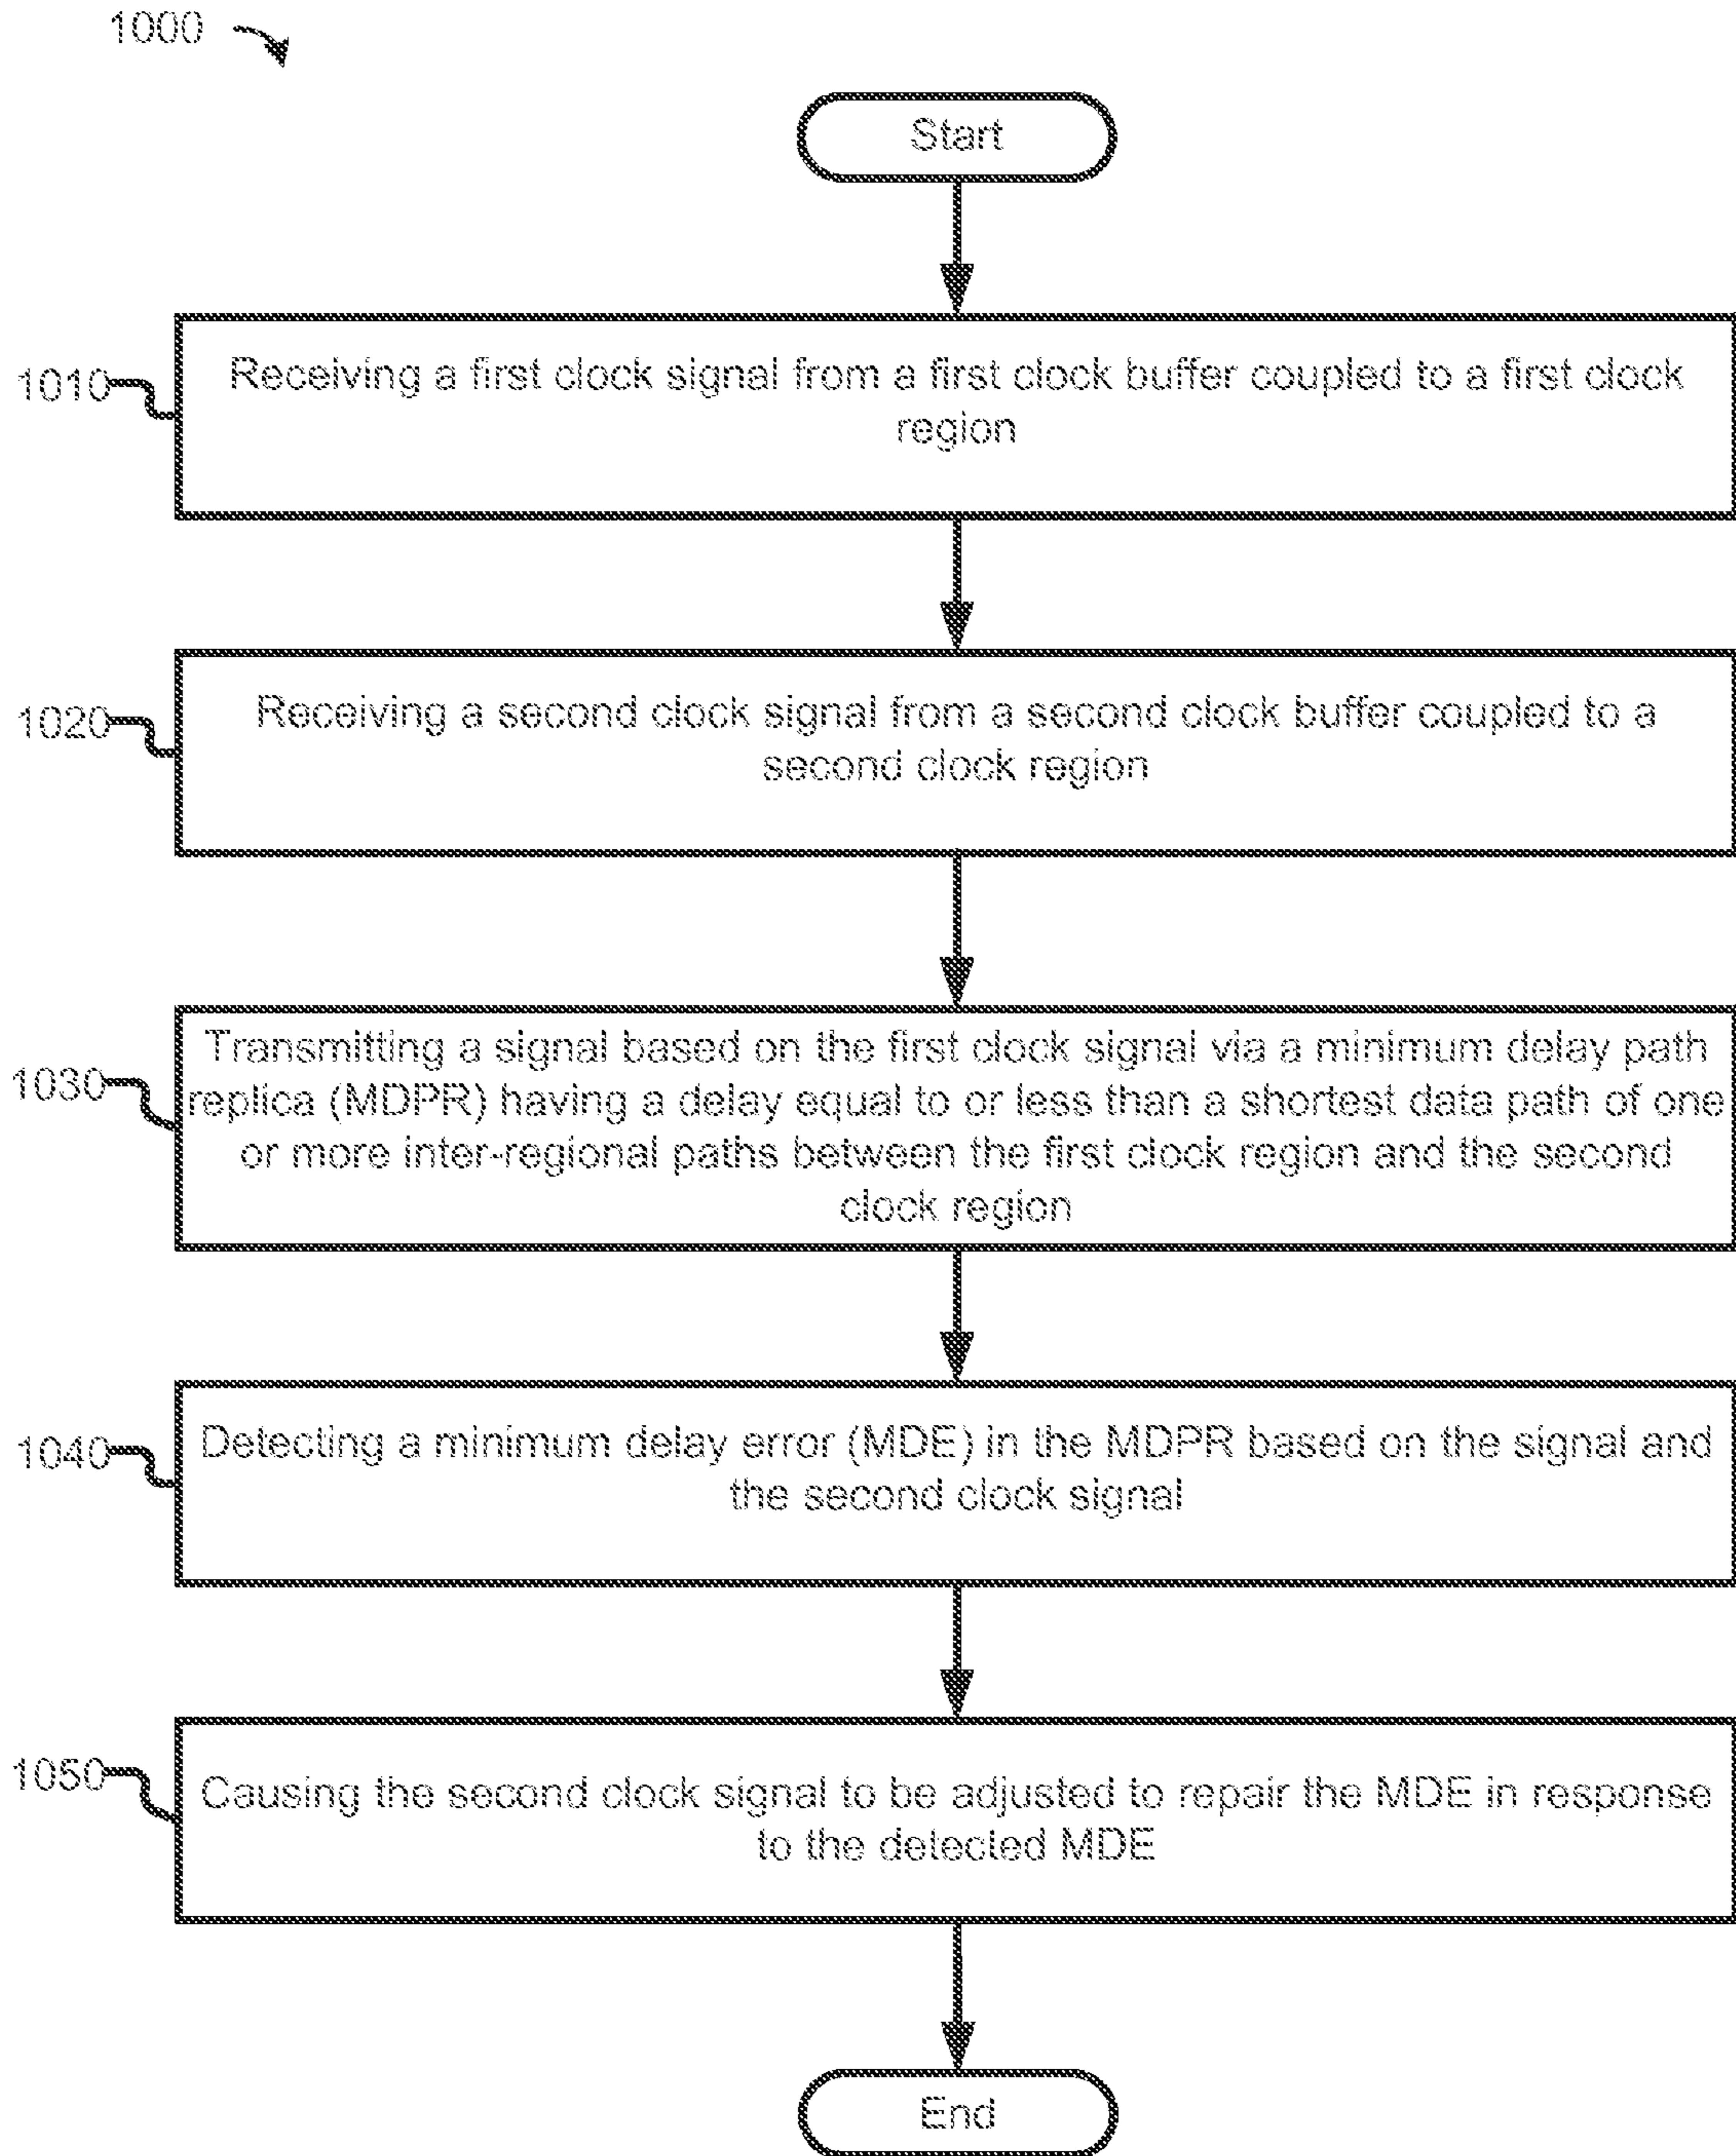 1000
Start
1010
Receiving a first clock signal from a first clock buffer coupled to a first clock
region
1020
Receiving a second clock signal from a second clock buffer coupled to a
second clock region
1030
Transmitting a signal based on the first clock signal via a minimum delay path
replica (MDPR) having a delay equal to or less than a shortest data path of one
or more inter-regional paths between the first clock region and the second
clock region
1040
Detecting a minimum delay error (MDE) in the MDPR based on the signal and
the second clock signal
1050
Causing the second clock signal to be adjusted to repair the MDE in response
to the detected MDE
End